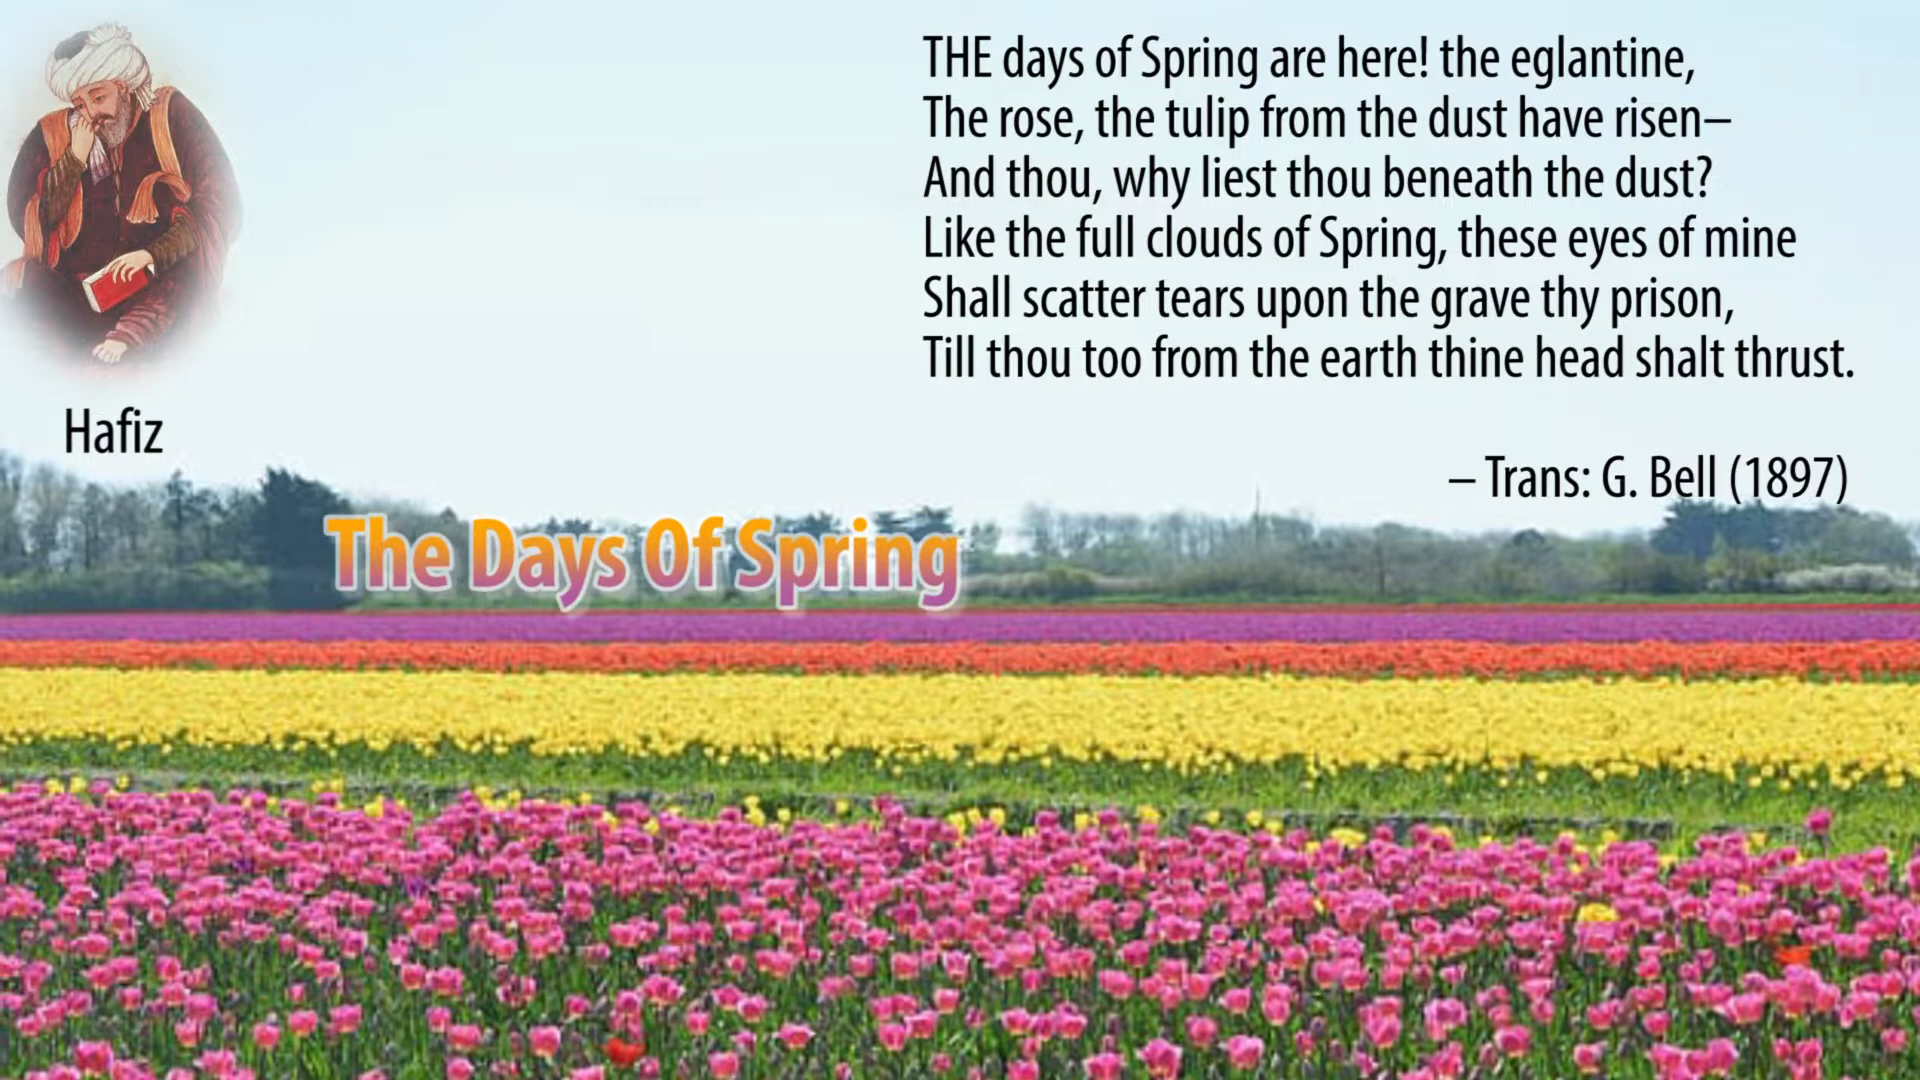 THE days of Spring are here! the eglantine,
The rose, the tulip from the dust have risen–
And thou, why liest thou beneath the dust?
Like the full clouds of Spring, these eyes of mine
Shall scatter tears upon the grave thy prison,
Till thou too from the earth thine head shalt thrust.
– Trans: G. Bell (1897)
Hafiz
The Days Of Spring